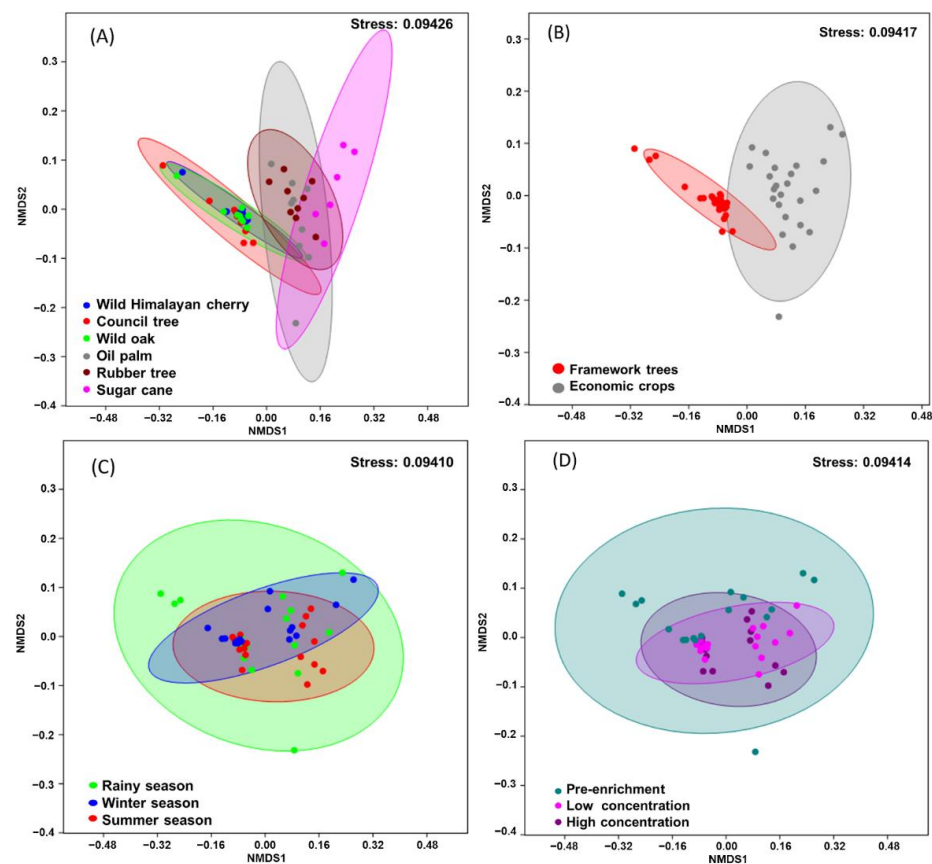 (A)
Stress: 0.09426
0.3
0.2
0.1
0.0
−0.1
−0.2
−0.3
−0.4
NMDS2
Wild Himalayan cherry
Council tree
Wild oak
Oil palm
Rubber tree
Sugar cane
−0.48 −0.32 −0.16 0.00 0.16 0.32 0.48
NMDS1
(B)
Stress: 0.09417
0.3
0.2
0.1
0.0
−0.1
−0.2
−0.3
−0.4
NMDS2
Framework trees
Economic crops
−0.48 −0.32 −0.16 0.00 0.16 0.32 0.48
NMDS1
(C)
Stress: 0.09410
0.3
0.2
0.1
0.0
−0.1
−0.2
−0.3
−0.4
NMDS2
Rainy season
Winter season
Summer season
−0.48 −0.32 −0.16 0.00 0.16 0.32 0.48
NMDS1
(D)
Stress: 0.09414
0.3
0.2
0.1
0.0
−0.1
−0.2
−0.3
−0.4
NMDS2
Pre-enrichment
Low concentration
High concentration
−0.48 −0.32 −0.16 0.00 0.16 0.32 0.48
NMDS1